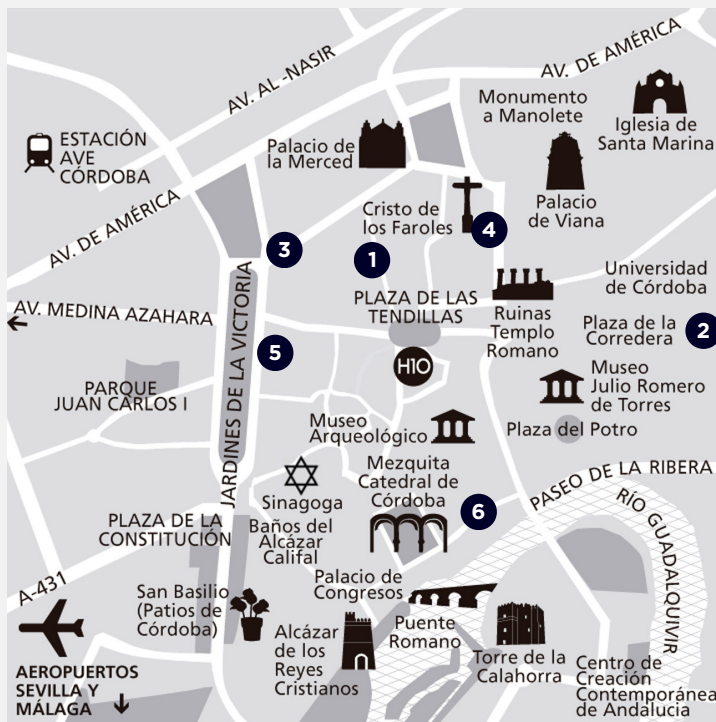 AV. AL -NASIR
AV. DE AMÉRICA
Monumento
a Manolete
Iglesia de
Santa Marina
ESTACIÓN
AVE
CÓRDOBA
Palacio de
la Merced
Palacio
de Viana
AV. DE AMÉRICA
Cristo de
los Faroles
4
3
1
Universidad
de Córdoba
AV. MEDINA AZAHARA
PLAZA DE LAS
TENDILLAS
Ruinas
Templo
Romano
Plaza de la
Corredera
2
JARDINES DE LA VICTORIA
5
H10
PARQUE
JUAN CARLOS I
Museo
Julio Romero
de Torres
Museo
Arqueológico
Plaza del Potro
Mezquita
Catedral de
Córdoba
PASEO DE LA RIBERA
RÍO GUADALQUIVIR
Sinagoga
6
PLAZA DE LA
CONSTITUCIÓN
Baños del
Alcázar
Califal
A-431
San Basilio
(Patios de
Córdoba)
Palacio de
Congresos
Puente
Romano
Alcázar
de los
Reyes
Cristianos
Torre de la
Calahorra
Centro de
Creación
Contemporánea
de Andalucia
AEROPUERTOS
SEVILLA Y
MÁLAGA